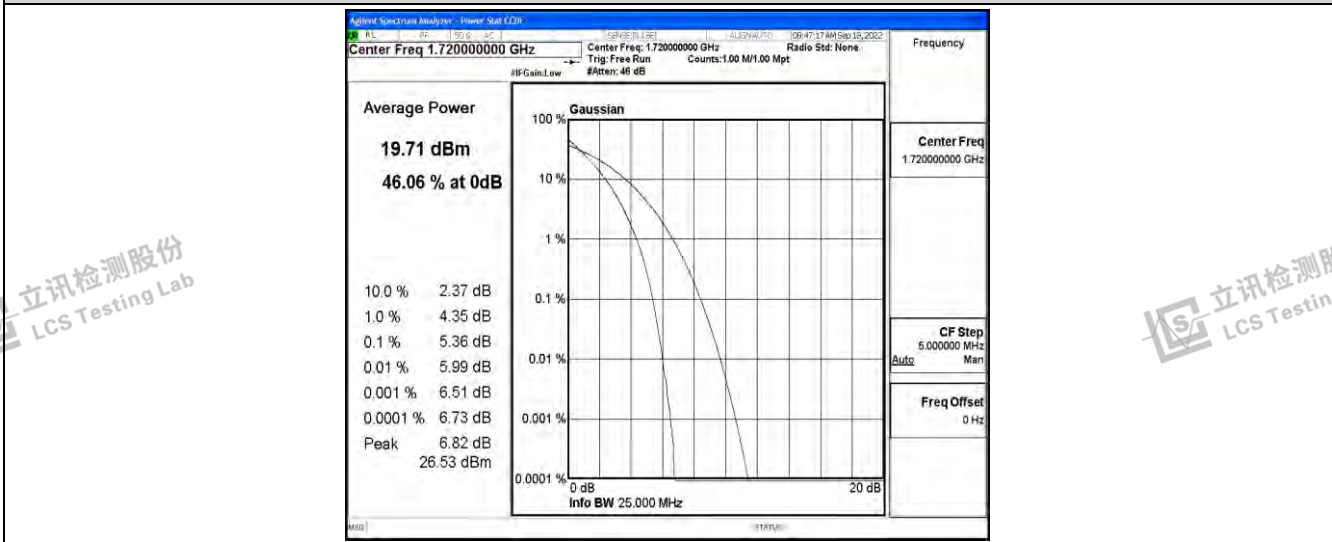 Agilent Spectrum Analyzer - Power Stat CCDF
RL RF 50 Ω AC SENSE:PULSE ALIGNAUTO 08:47:17 AM Sep 18, 2022
Center Freq 1.720000000 GHz
Center Freq: 1.720000000 GHz Radio Std: None
Trig: Free Run Counts:1.00 M/1.00 Mpt
#IFGain:Low #Atten: 46 dB
Frequency
Average Power
19.71 dBm
46.06 % at 0dB
10.0 % 2.37 dB
1.0 % 4.35 dB
0.1 % 5.36 dB
0.01 % 5.99 dB
0.001 % 6.51 dB
0.0001 % 6.73 dB
Peak 6.82 dB
26.53 dBm
Gaussian
100 %
10 %
1 %
0.1 %
0.01 %
0.001 %
0.0001 %
0 dB 20 dB
Info BW 25.000 MHz
Center Freq
1.720000000 GHz
CF Step
5.000000 MHz
Auto Man
Freq Offset
0 Hz
MSG STATUS
立讯检测股份
LCS Testing Lab
立讯检测股
LCS Testin